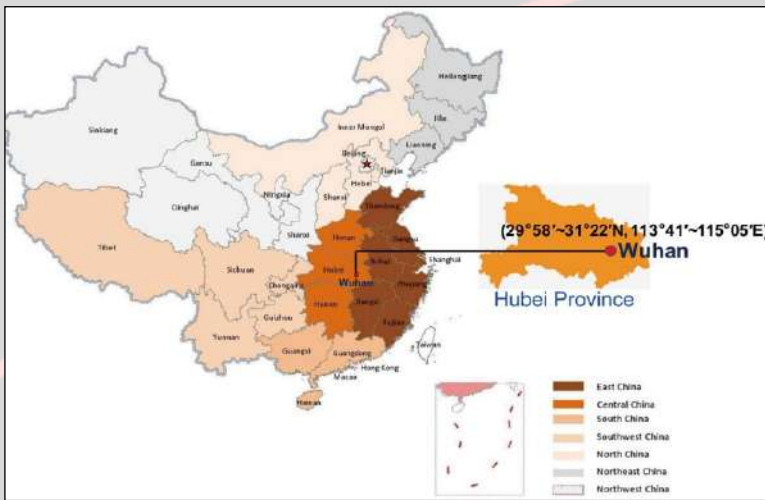 Heilongjiang
Jilin
Liaoning
Inner Mongol
Sinkiang
Gansu
Beijing
Tianjin
Hebei
Ningxia
Shanxi
Shandong
Qinghai
Shanxi
Henan
Jiangsu
(29°58′~31°22′N, 113°41′~115°05′E)
Tibet
Anhui
Wuhan
Shanghai
Sichuan
Hubei
Chongqing
Wuhan
Zhejiang
Hubei Province
Hunan
Jiangxi
Guizhou
Fujian
Yunnan
Taiwan
Guangxi
Guangdong
Hong Kong
Macao
Hainan
East China
Central China
South China
Southwest China
North China
Northeast China
Northwest China